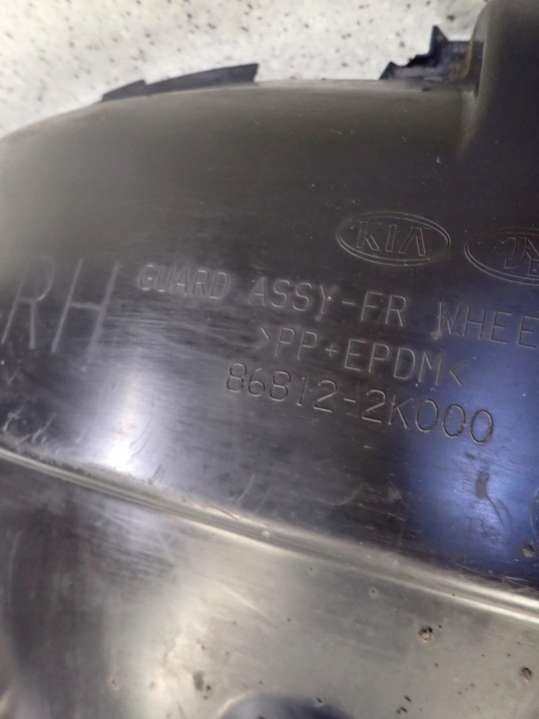 KIA
RH
GUARD ASSY-FR WHEE
>PP+EPDM<
86812-2K000